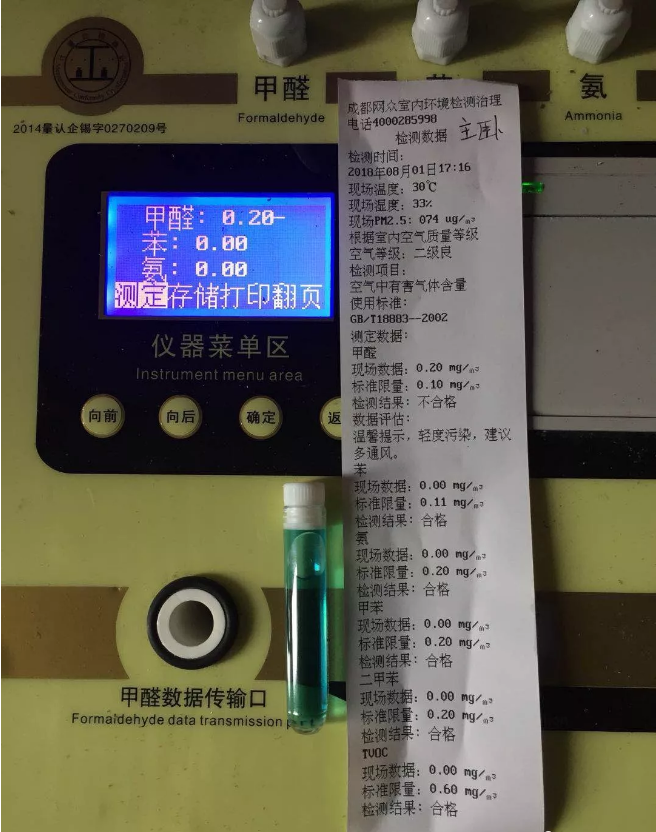 甲醛
Formaldehyde
氨
Ammonia
2014量认企锡字0270209号
甲醛: 0.20-
苯: 0.00
氨: 0.00
测定存储打印翻页
仪器菜单区
Instrument menu area
向前
向后
确定
返
甲醛数据传输口
Formaldehyde data transmission p
成都网众室内环境检测治理
电话4000285998
检测数据 主卧
检测时间:
2018年08月01日17:16
现场温度: 30℃
现场湿度: 33%
现场PM2.5: 074 ug/m³
根据室内空气质量等级
空气等级: 二级良
检测项目:
空气中有害气体含量
使用标准:
GB/T18883--2002
测定数据:
甲醛
现场数据: 0.20 mg/m³
标准限量: 0.10 mg/m³
检测结果: 不合格
数据评估:
温馨提示, 轻度污染, 建议
多通风。
苯
现场数据: 0.00 mg/m³
标准限量: 0.11 mg/m³
检测结果: 合格
氨
现场数据: 0.00 mg/m³
标准限量: 0.20 mg/m³
检测结果: 合格
甲苯
现场数据: 0.00 mg/m³
标准限量: 0.20 mg/m³
检测结果: 合格
二甲苯
现场数据: 0.00 mg/m³
标准限量: 0.20 mg/m³
检测结果: 合格
TVOC
现场数据: 0.00 mg/m³
标准限量: 0.60 mg/m³
检测结果: 合格